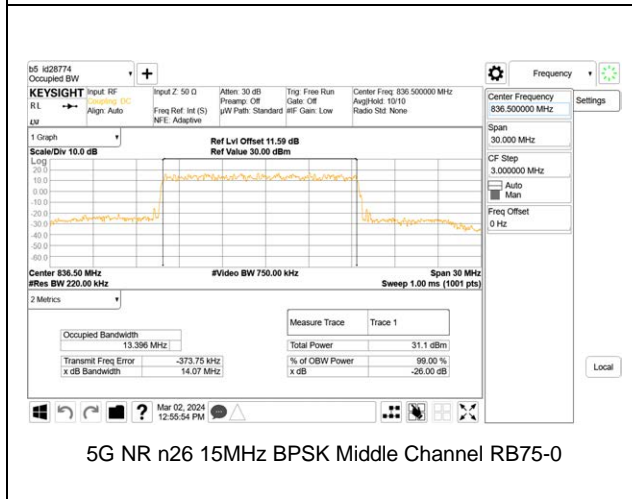 b5 id28774
Occupied BW
Frequency
KEYSIGHT Input: RF Input Z: 50 Ω Atten: 30 dB Trig: Free Run Center Freq: 836.500000 MHz
Coupling: DC Preamp: Off Gate: Off Avg|Hold: 10/10
RL Align: Auto Freq Ref: Int (S) µW Path: Standard #IF Gain: Low Radio Std: None
NFE: Adaptive
Center Frequency
836.500000 MHz
Settings
Span
30.000 MHz
CF Step
3.000000 MHz
Auto
Man
Freq Offset
0 Hz
Local
1 Graph
Ref Lvl Offset 11.59 dB
Scale/Div 10.0 dB Ref Value 30.00 dBm
Log
20.0
10.0
0.00
-10.0
-20.0
-30.0
-40.0
-50.0
-60.0
Center 836.50 MHz #Video BW 750.00 kHz Span 30 MHz
#Res BW 220.00 kHz Sweep 1.00 ms (1001 pts)
2 Metrics
Measure Trace Trace 1
Occupied Bandwidth
13.396 MHz Total Power 31.1 dBm
Transmit Freq Error -373.75 kHz % of OBW Power 99.00 %
x dB Bandwidth 14.07 MHz x dB -26.00 dB
Mar 02, 2024
12:55:54 PM
5G NR n26 15MHz BPSK Middle Channel RB75-0